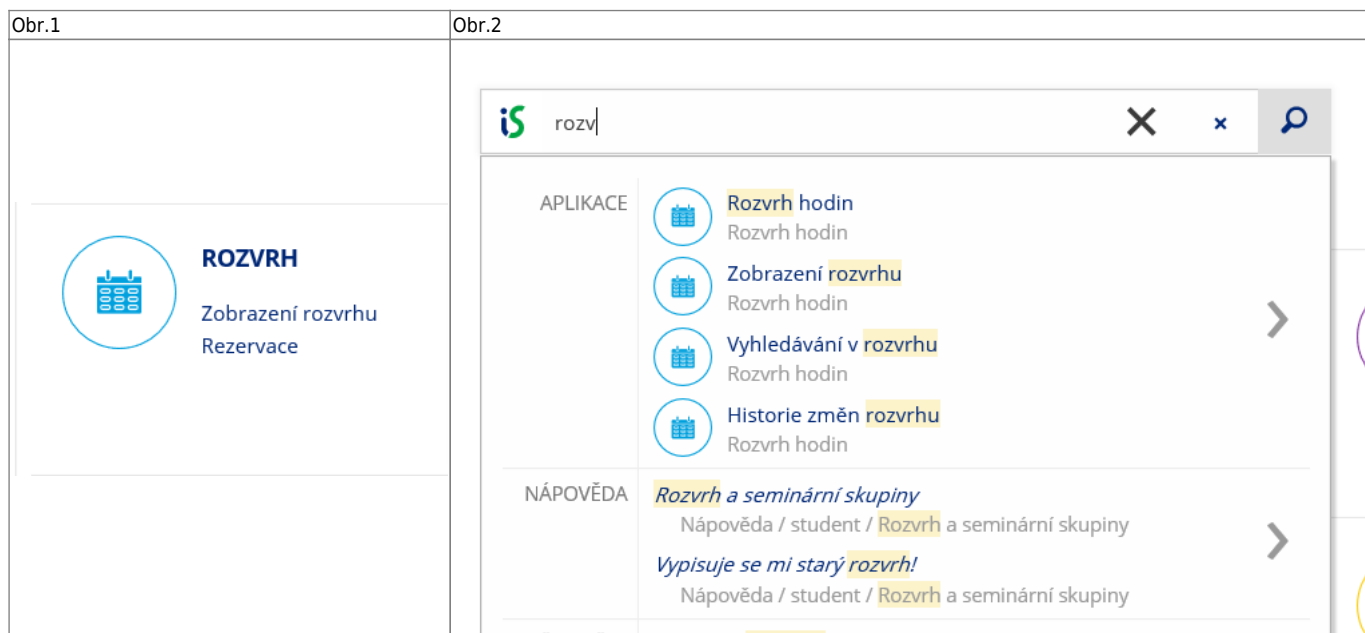 Obr.1
Obr.2
ROZVRH
Zobrazení rozvrhu
Rezervace
iS rozv
APLIKACE
Rozvrh hodin
Rozvrh hodin
Zobrazení rozvrhu
Rozvrh hodin
Vyhledávání v rozvrhu
Rozvrh hodin
Historie změn rozvrhu
Rozvrh hodin
NÁPOVĚDA
Rozvrh a seminární skupiny
Nápověda / student / Rozvrh a seminární skupiny
Vypisuje se mi starý rozvrh!
Nápověda / student / Rozvrh a seminární skupiny